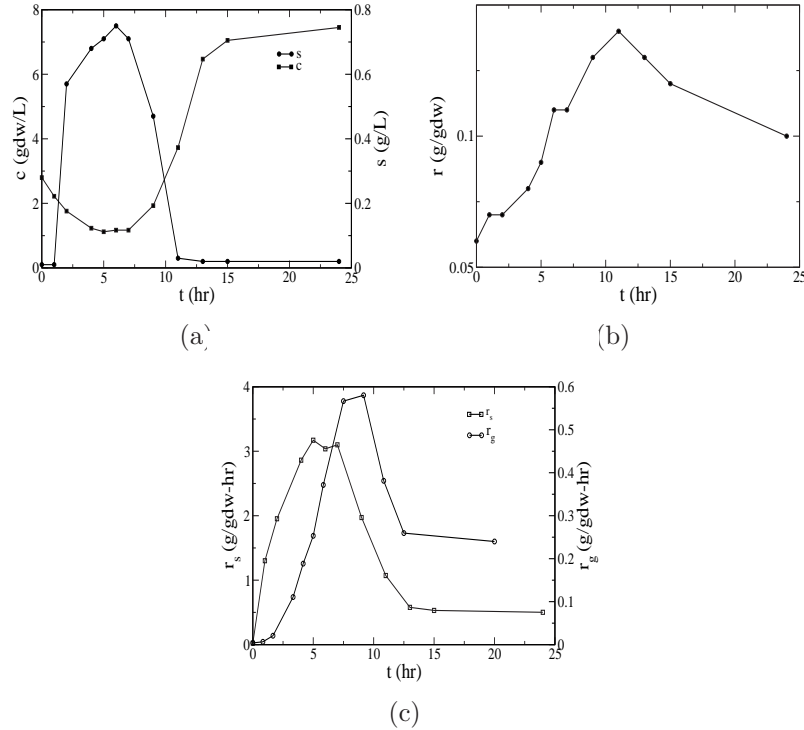 8
6
4
2
0
0.8
0.6
0.4
0.2
0
0 5 10 15 20 25
c (gdw/L)
s (g/L)
t (hr)
s
c
(a)
0.1
0.05
0 5 10 15 20 25
r (g/gdw)
t (hr)
(b)
4
3
2
1
0
0.6
0.5
0.4
0.3
0.2
0.1
0
0 5 10 15 20 25
r_s (g/gdw-hr)
r_g (g/gdw-hr)
t (hr)
r_s
r_g
(c)